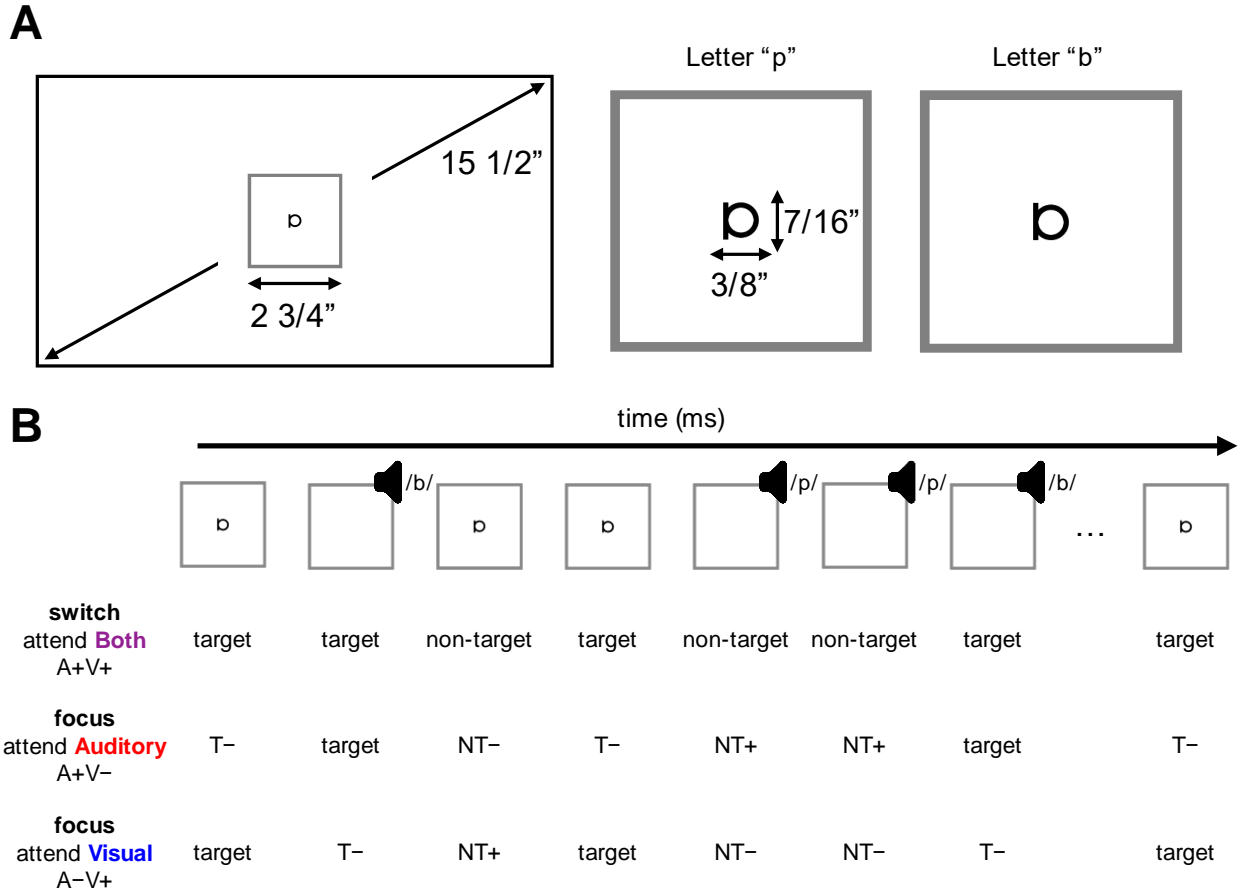 A
Letter “p”
Letter “b”
15 1/2”
2 3/4”
p
7/16”
3/8”
b
B
time (ms)
/b/ /p/ /p/ /b/
...
switch
attend Both target target non-target target non-target non-target target target
A+V+
focus
attend Auditory T− target NT− T− NT+ NT+ target T−
A+V−
focus
attend Visual target T− NT+ target NT− NT− T− target
A−V+